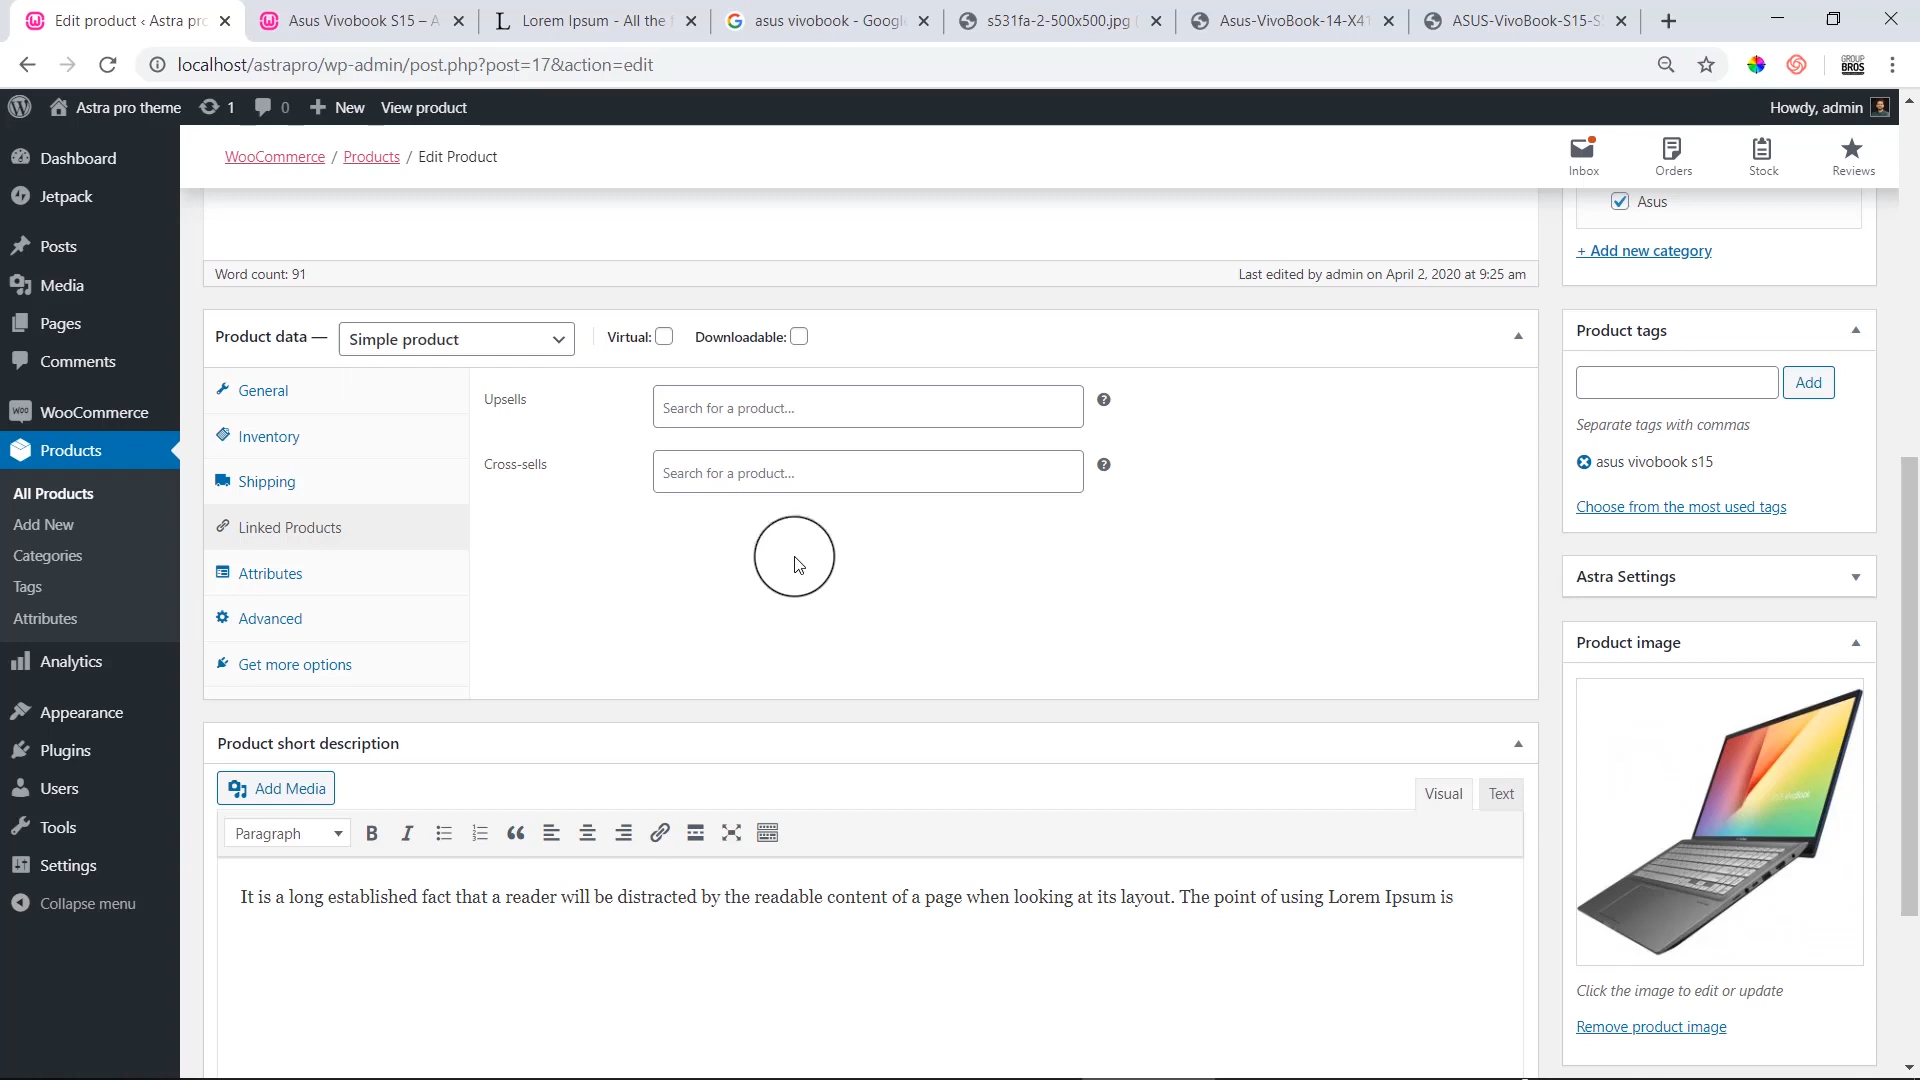 Edit product ‹ Astra pro
Asus Vivobook S15 – A
Lorem Ipsum - All the
asus vivobook - Google
s531fa-2-500x500.jpg
Asus-VivoBook-14-X41
ASUS-VivoBook-S15-S5
localhost/astrapro/wp-admin/post.php?post=17&action=edit
GROUP
BROS
Astra pro theme
1
0
New
View product
Howdy, admin
Dashboard
Jetpack
Posts
Media
Pages
Comments
WooCommerce
Products
All Products
Add New
Categories
Tags
Attributes
Analytics
Appearance
Plugins
Users
Tools
Settings
Collapse menu
WooCommerce / Products / Edit Product
Inbox
Orders
Stock
Reviews
Word count: 91
Last edited by admin on April 2, 2020 at 9:25 am
Product data —
Simple product
Virtual:
Downloadable:
General
Inventory
Shipping
Linked Products
Attributes
Advanced
Get more options
Upsells
Search for a product...
Cross-sells
Search for a product...
Product short description
Add Media
Visual
Text
Paragraph
It is a long established fact that a reader will be distracted by the readable content of a page when looking at its layout. The point of using Lorem Ipsum is
Asus
+ Add new category
Product tags
Add
Separate tags with commas
asus vivobook s15
Choose from the most used tags
Astra Settings
Product image
Click the image to edit or update
Remove product image